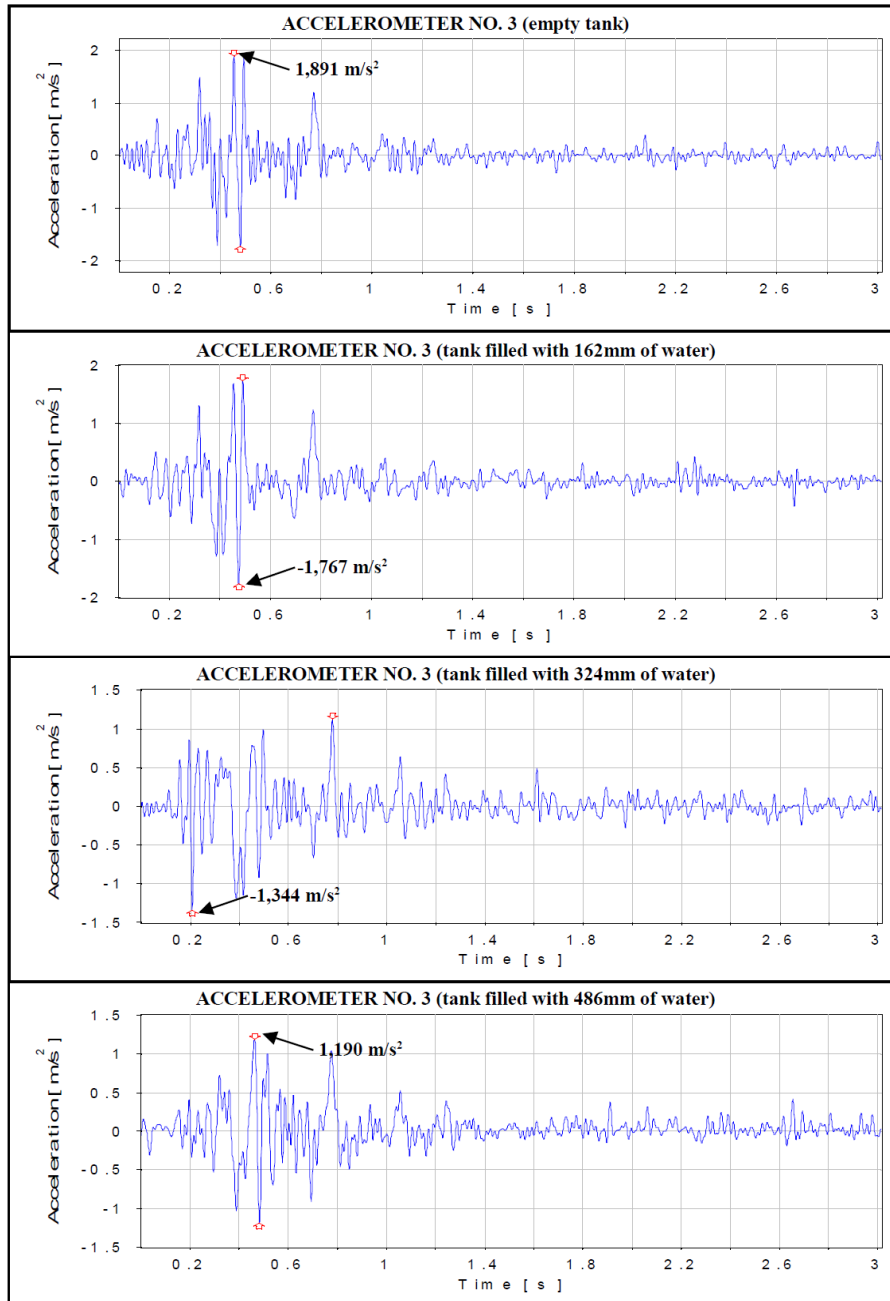 ACCELEROMETER NO. 3 (empty tank)
Acceleration[m/s²]
2
1
0
-1
-2
1,891 m/s²
0.2 0.6 1 1.4 1.8 2.2 2.6 3
Time [s]
ACCELEROMETER NO. 3 (tank filled with 162mm of water)
Acceleration[m/s²]
2
1
0
-1
-2
-1,767 m/s²
0.2 0.6 1 1.4 1.8 2.2 2.6 3
Time [s]
ACCELEROMETER NO. 3 (tank filled with 324mm of water)
Acceleration[m/s²]
1.5
1
0.5
0
-0.5
-1
-1.5
-1,344 m/s²
0.2 0.6 1 1.4 1.8 2.2 2.6 3
Time [s]
ACCELEROMETER NO. 3 (tank filled with 486mm of water)
Acceleration[m/s²]
1.5
1
0.5
0
-0.5
-1
-1.5
1,190 m/s²
0.2 0.6 1 1.4 1.8 2.2 2.6 3
Time [s]